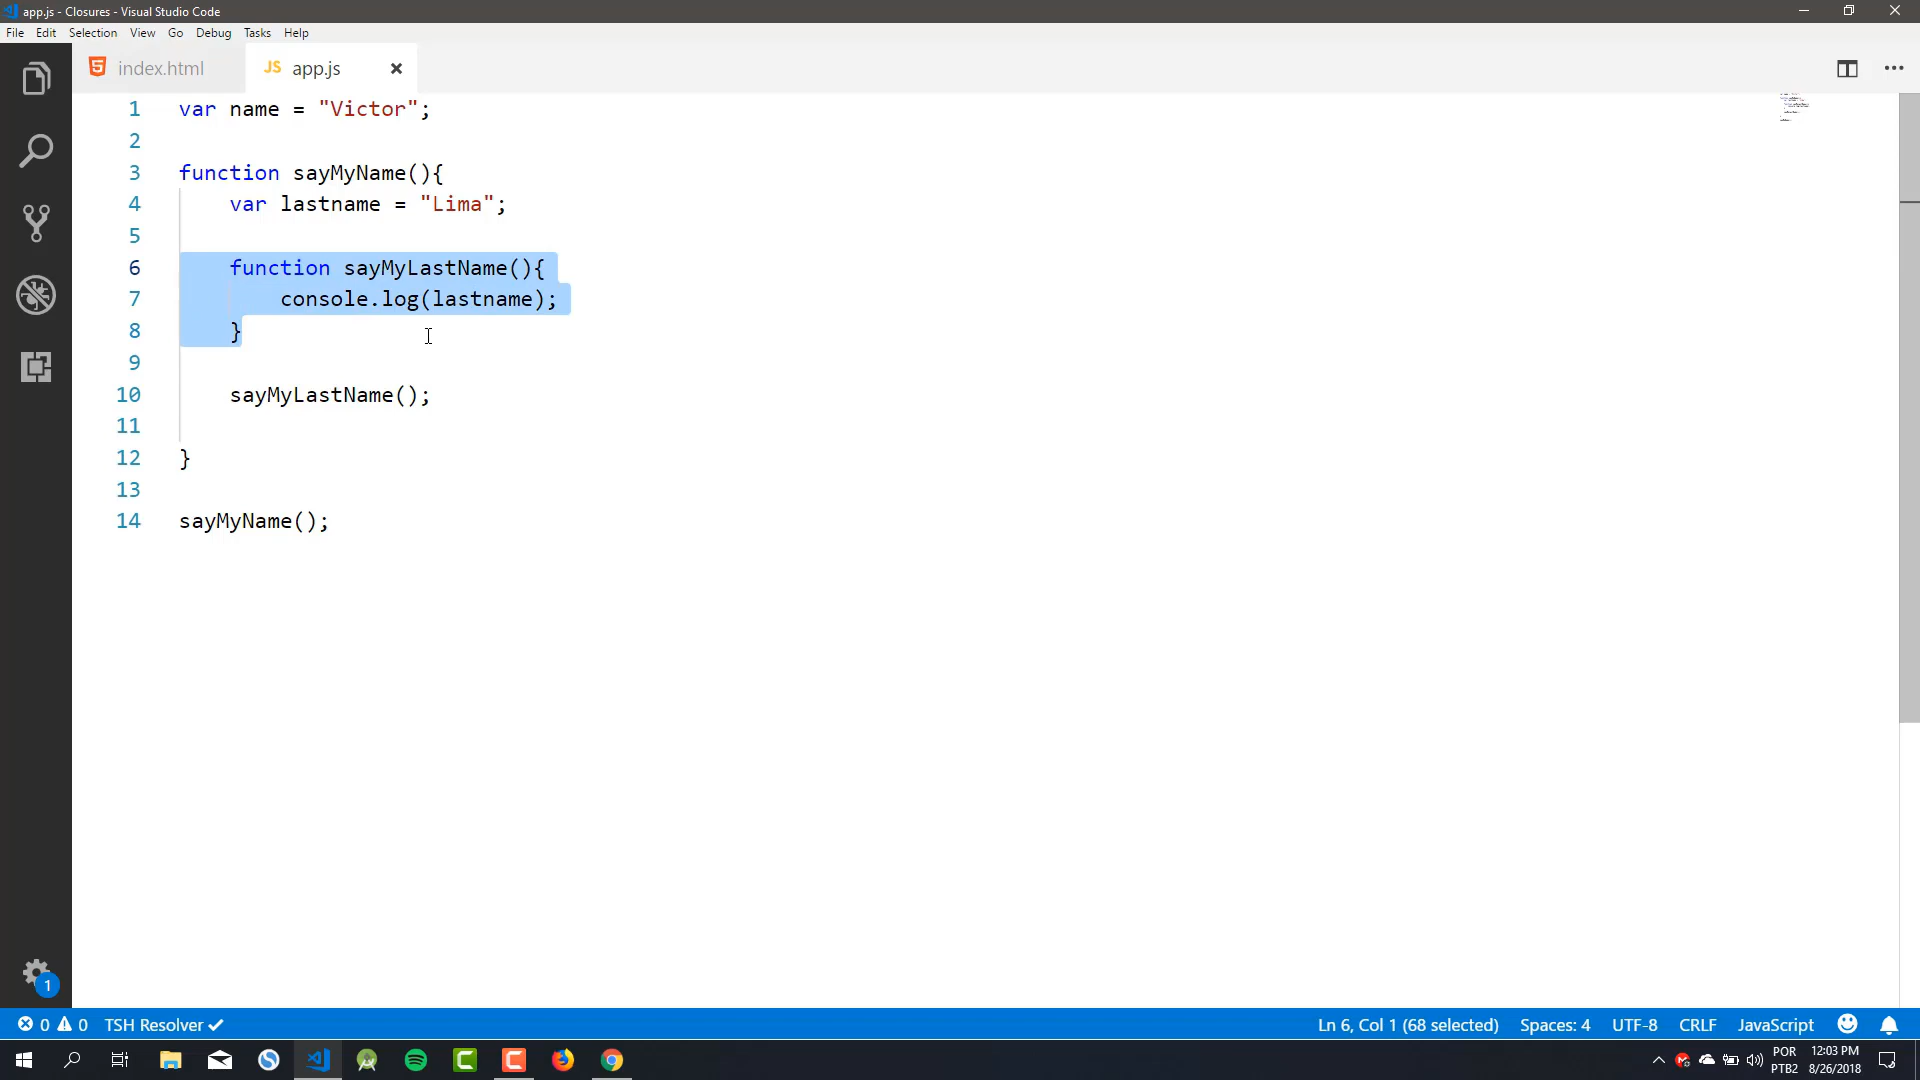 app.js - Closures - Visual Studio Code
File Edit Selection View Go Debug Tasks Help
index.html
JS app.js
1 var name = "Victor";
2
3 function sayMyName(){
4 var lastname = "Lima";
5
6 function sayMyLastName(){
7 console.log(lastname);
8 }
9
10 sayMyLastName();
11
12 }
13
14 sayMyName();
1
0 0 TSH Resolver Ln 6, Col 1 (68 selected) Spaces: 4 UTF-8 CRLF JavaScript
POR 12:03 PM
PTB2 8/26/2018